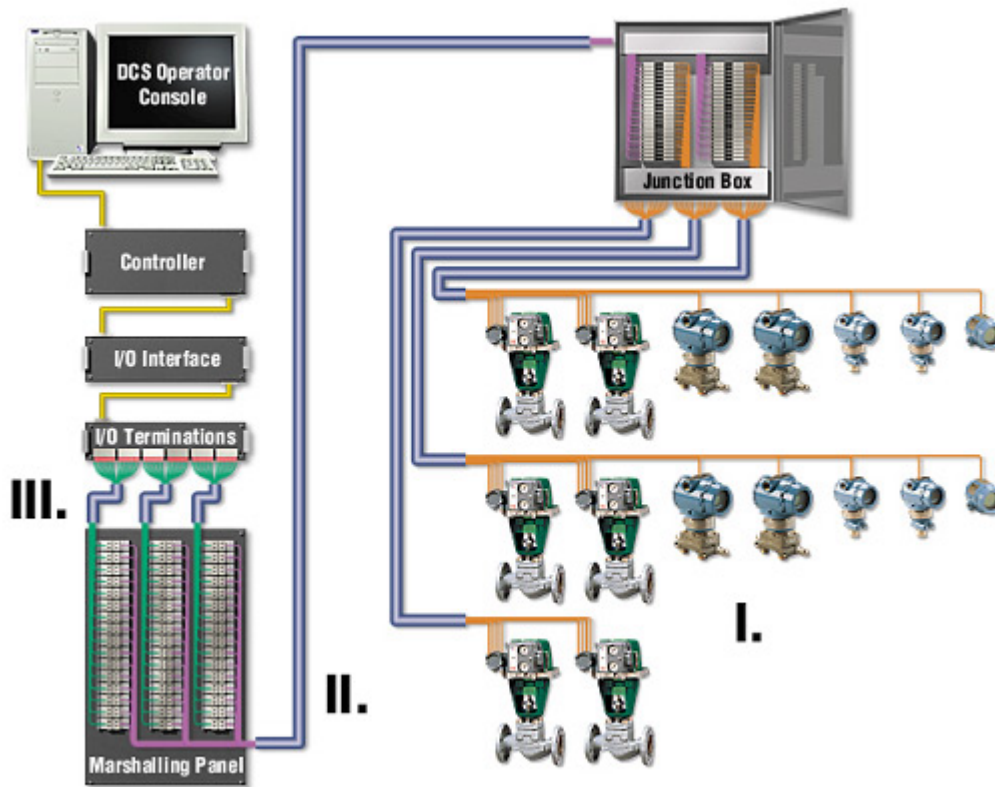 DCS Operator
Console
Junction Box
Controller
I/O Interface
I/O Terminations
III.
I.
II.
Marshalling Panel